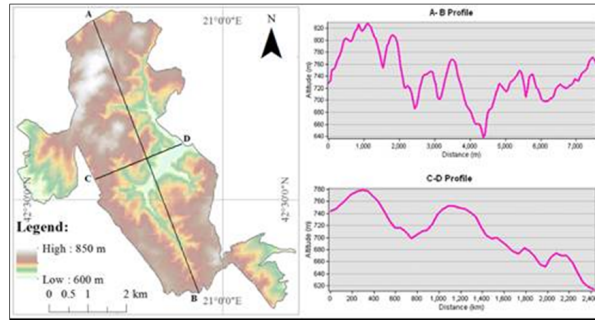 A
21°0'0"E
N
D
C
42°30'0"N
42°30'0"N
Legend:
High : 850 m
Low : 600 m
0 0.5 1 2 km
B
21°0'0"E
A- B Profile
Altitude (m)
820
800
780
760
740
720
700
680
660
640
0 1,000 2,000 3,000 4,000 5,000 6,000 7,000
Distance (m)
C-D Profile
Altitude (m)
780
760
740
720
700
680
660
640
620
0 200 400 600 800 1,000 1,200 1,400 1,600 1,800 2,000 2,200 2,400
Distance (km)